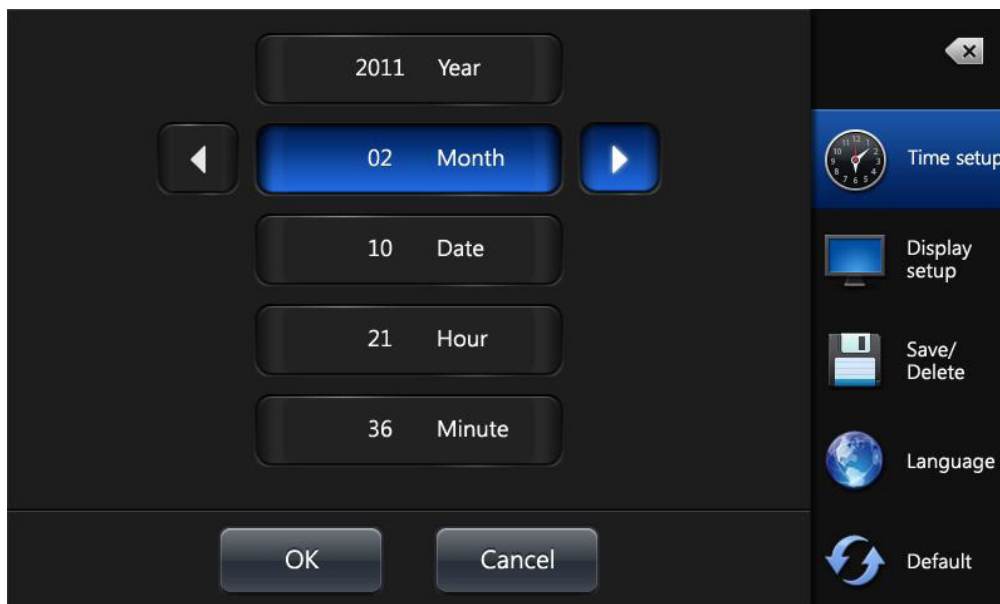 2011 Year
02 Month
10 Date
21 Hour
36 Minute
OK
Cancel
Time setup
Display
setup
Save/
Delete
Language
Default